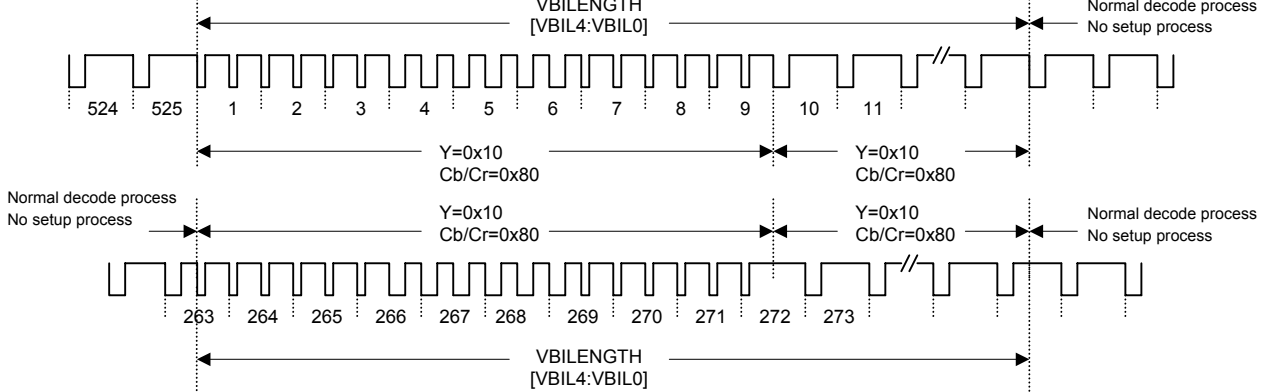 VBILENGTH
[VBIL4:VBIL0]
Normal decode process
No setup process
524 525 1 2 3 4 5 6 7 8 9 10 11
Y=0x10
Cb/Cr=0x80
Y=0x10
Cb/Cr=0x80
Normal decode process
No setup process
Y=0x10
Cb/Cr=0x80
Y=0x10
Cb/Cr=0x80
Normal decode process
No setup process
263 264 265 266 267 268 269 270 271 272 273
VBILENGTH
[VBIL4:VBIL0]